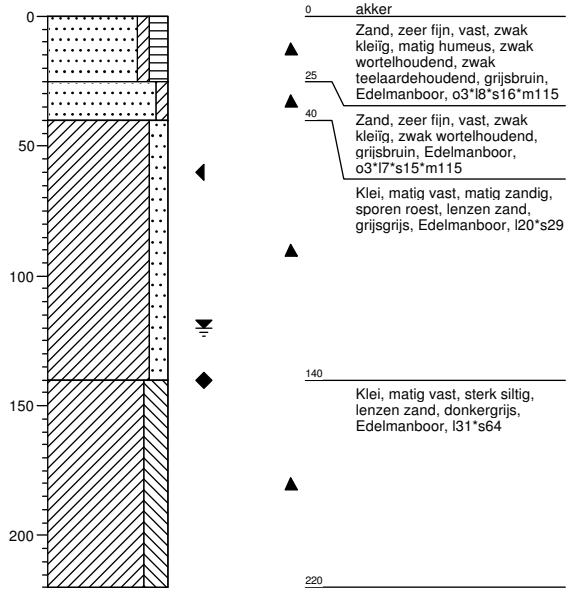 0
50
100
150
200
0 akker
Zand, zeer fijn, vast, zwak
kleiïg, matig humeus, zwak
wortelhoudend, zwak
teelaardehoudend, grijsbruin,
Edelmanboor, o3*l8*s16*m115
25
40
Zand, zeer fijn, vast, zwak
kleiïg, zwak wortelhoudend,
grijsbruin, Edelmanboor,
o3*l7*s15*m115
Klei, matig vast, matig zandig,
sporen roest, lenzen zand,
grijsgrijs, Edelmanboor, l20*s29
140
Klei, matig vast, sterk siltig,
lenzen zand, donkergrijs,
Edelmanboor, l31*s64
220